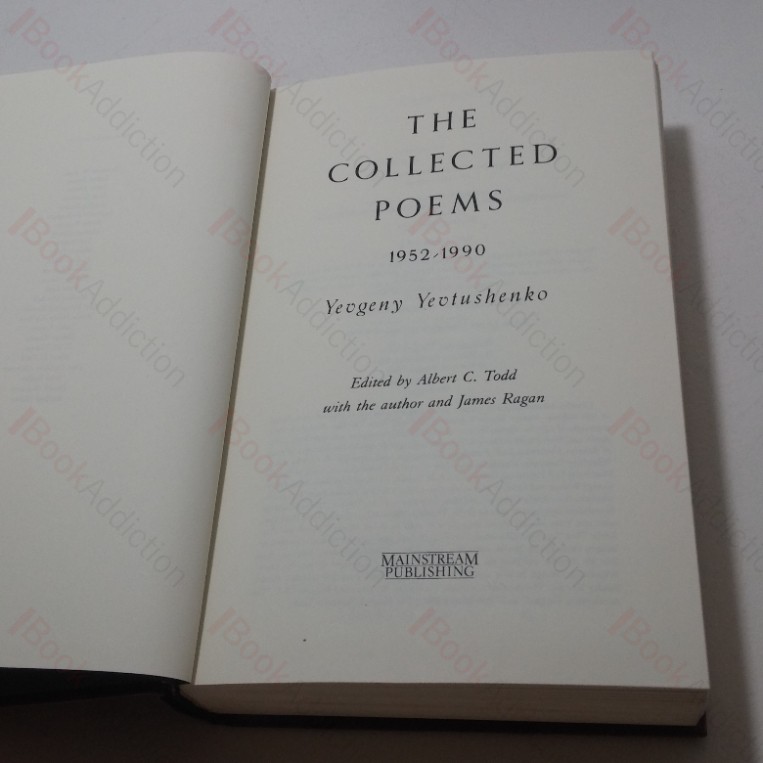 THE
COLLECTED
POEMS
1952-1990
Yevgeny Yevtushenko
Edited by Albert C. Todd
with the author and James Ragan
MAINSTREAM
PUBLISHING
BookAddiction